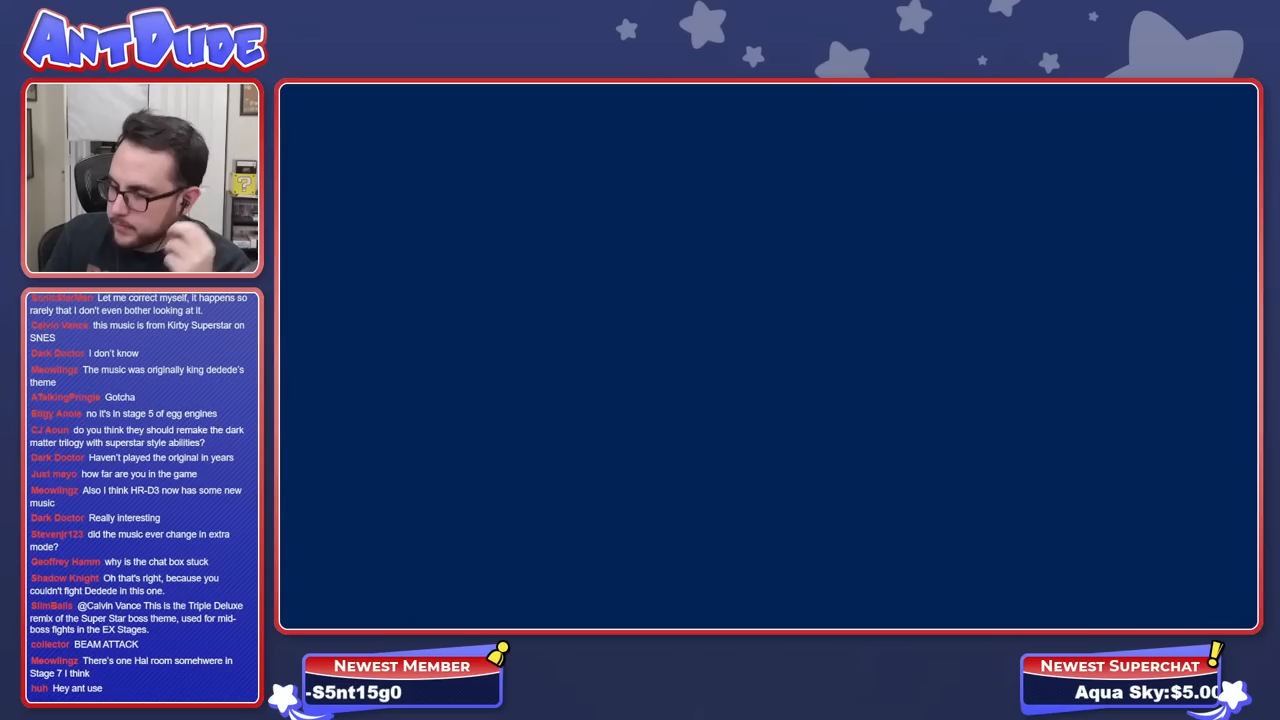 ANTDUDE
SonicStarMan Let me correct myself, it happens so
rarely that I don't even bother looking at it.
Calvin Vance this music is from Kirby Superstar on
SNES
Dark Doctor I don't know
Meowlingz The music was originally king dedede's
theme
ATalkingPringle Gotcha
no it's in stage 5 of egg engines
CJ Aoun do you think they should remake the dark
matter trilogy with superstar style abilities?
Dark Doctor Haven't played the original in years
Just mayo how far are you in the game
Meowlingz Also I think HR-D3 now has some new
music
Dark Doctor Really interesting
Stevenjr123 did the music ever change in extra
mode?
Geoffrey Hamm why is the chat box stuck
Shadow Knight Oh that's right, because you
couldn't fight Dedede in this one.
SlimBalls @Calvin Vance This is the Triple Deluxe
remix of the Super Star boss theme, used for mid-
boss fights in the EX Stages.
collector BEAM ATTACK
Meowlingz There's one Hal room somehwere in
Stage 7 I think
huh Hey ant use
NEWEST MEMBER
-S5nt15g0
NEWEST SUPERCHAT
Aqua Sky:$5.00